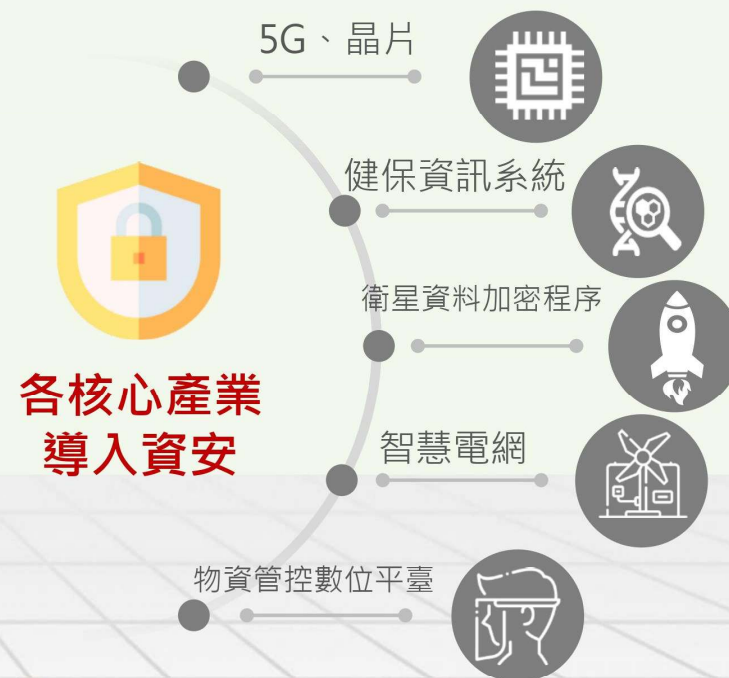 5G、晶片
健保資訊系統
衛星資料加密程序
各核心產業
導入資安
智慧電網
物資管控數位平臺